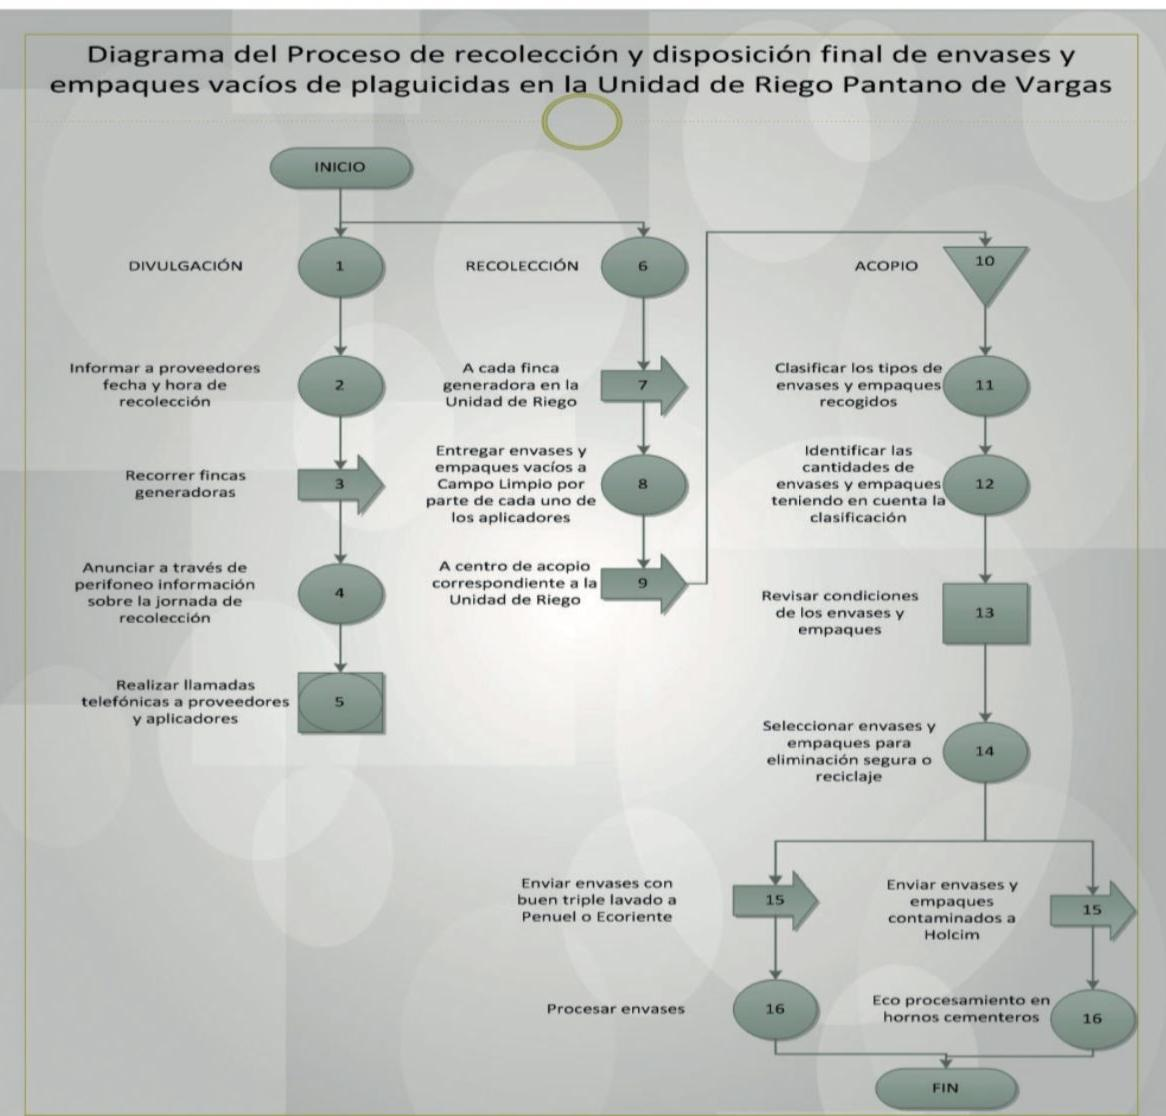 Diagrama del Proceso de recolección y disposición final de envases y
empaques vacíos de plaguicidas en la Unidad de Riego Pantano de Vargas
INICIO
DIVULGACIÓN
1
Informar a proveedores
fecha y hora de
recolección
2
Recorrer fincas
generadoras
3
Anunciar a través de
perifoneo información
sobre la jornada de
recolección
4
Realizar llamadas
telefónicas a proveedores
y aplicadores
5
RECOLECCIÓN
6
A cada finca
generadora en la
Unidad de Riego
7
Entregar envases y
empaques vacíos a
Campo Limpio por
parte de cada uno de
los aplicadores
8
A centro de acopio
correspondiente a la
Unidad de Riego
9
ACOPIO
10
Clasificar los tipos de
envases y empaques
recogidos
11
Identificar las
cantidades de
envases y empaques
teniendo en cuenta la
clasificación
12
Revisar condiciones
de los envases y
empaques
13
Seleccionar envases y
empaques para
eliminación segura o
reciclaje
14
Enviar envases con
buen triple lavado a
Penuel o Ecoriente
15
Procesar envases
16
Enviar envases y
empaques
contaminados a
Holcim
15
Eco procesamiento en
hornos cementeros
16
FIN